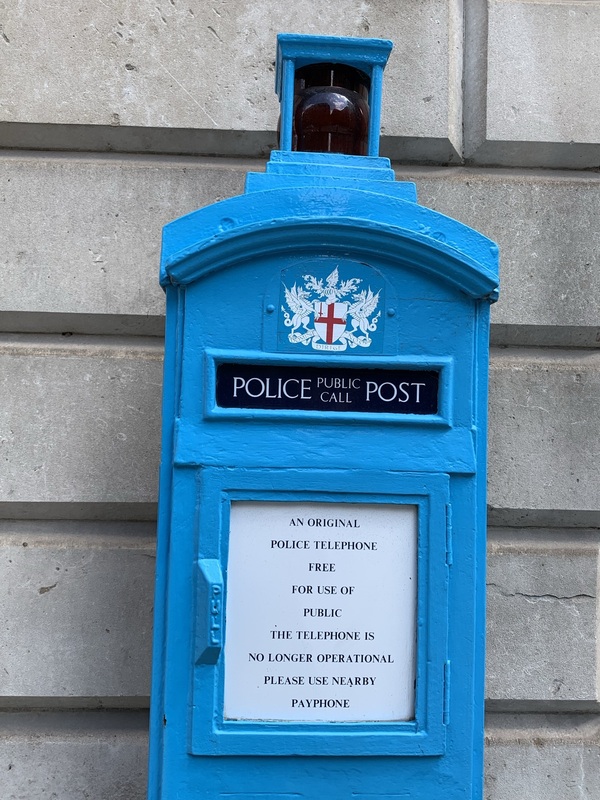 POLICE PUBLIC CALL POST
AN ORIGINAL
POLICE TELEPHONE
FREE
FOR USE OF
PUBLIC
THE TELEPHONE IS
NO LONGER OPERATIONAL
PLEASE USE NEARBY
PAYPHONE
PULL